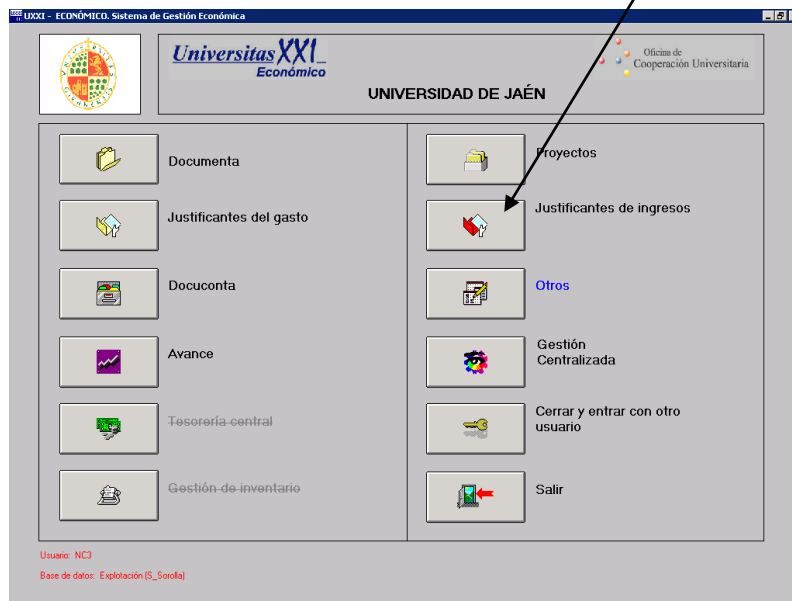 UXXI - ECONÓMICO. Sistema de Gestión Económica
Universitas XXI
Económico
Oficina de
Cooperación Universitaria
UNIVERSIDAD DE JAÉN
Documenta
Proyectos
Justificantes del gasto
Justificantes de ingresos
Docuconta
Otros
Avance
Gestión
Centralizada
Tesorería central
Cerrar y entrar con otro
usuario
Gestión de inventario
Salir
Usuario: NC3
Base de datos: Explotación (S_Sorolla)